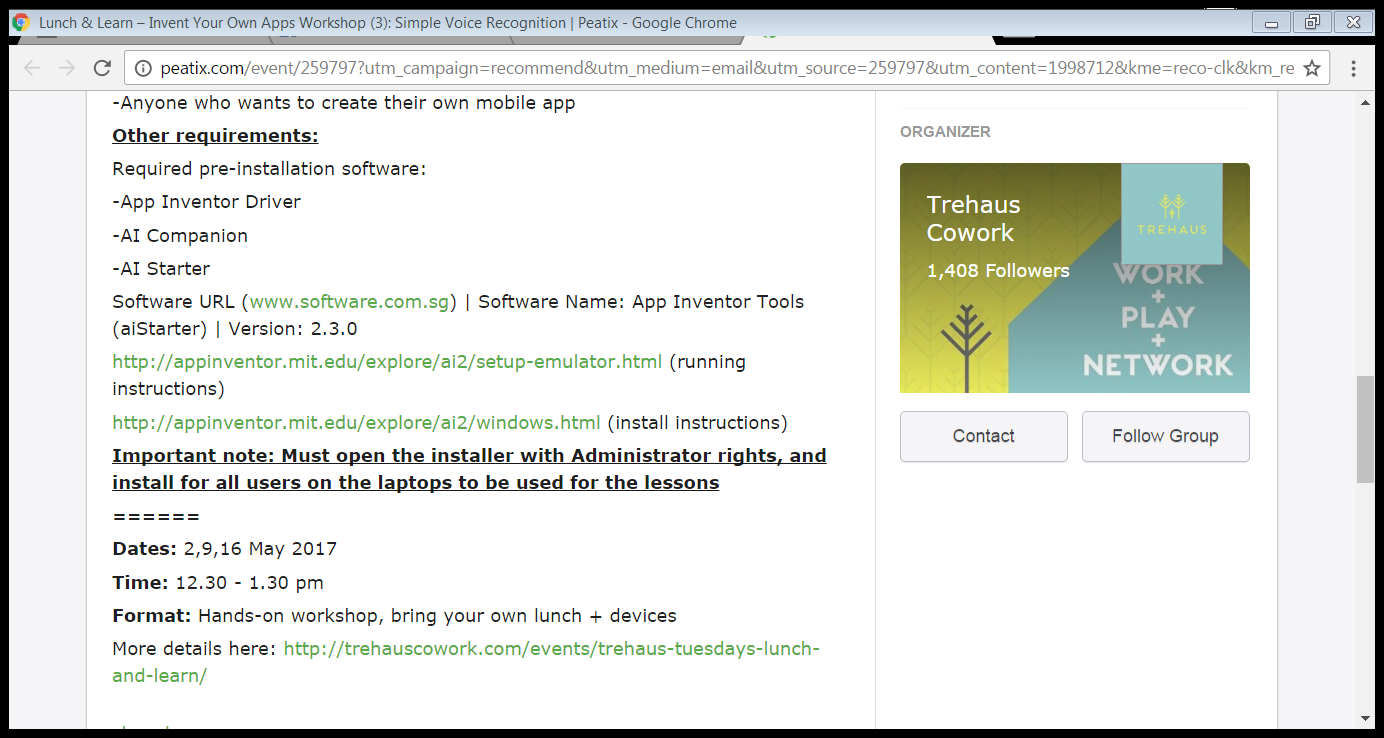 Lunch & Learn – Invent Your Own Apps Workshop (3): Simple Voice Recognition | Peatix - Google Chrome
peatix.com/event/259797?utm_campaign=recommend&utm_medium=email&utm_source=259797&utm_content=1998712&kme=reco-clk&km_re
-Anyone who wants to create their own mobile app
Other requirements:
Required pre-installation software:
-App Inventor Driver
-AI Companion
-AI Starter
Software URL (www.software.com.sg) | Software Name: App Inventor Tools
(aiStarter) | Version: 2.3.0
http://appinventor.mit.edu/explore/ai2/setup-emulator.html (running
instructions)
http://appinventor.mit.edu/explore/ai2/windows.html (install instructions)
Important note: Must open the installer with Administrator rights, and
install for all users on the laptops to be used for the lessons
======
Dates: 2,9,16 May 2017
Time: 12.30 - 1.30 pm
Format: Hands-on workshop, bring your own lunch + devices
More details here: http://trehauscowork.com/events/trehaus-tuesdays-lunch-
and-learn/
ORGANIZER
Trehaus
Cowork
1,408 Followers
TREHAUS
WORK
+
PLAY
+
NETWORK
Contact
Follow Group